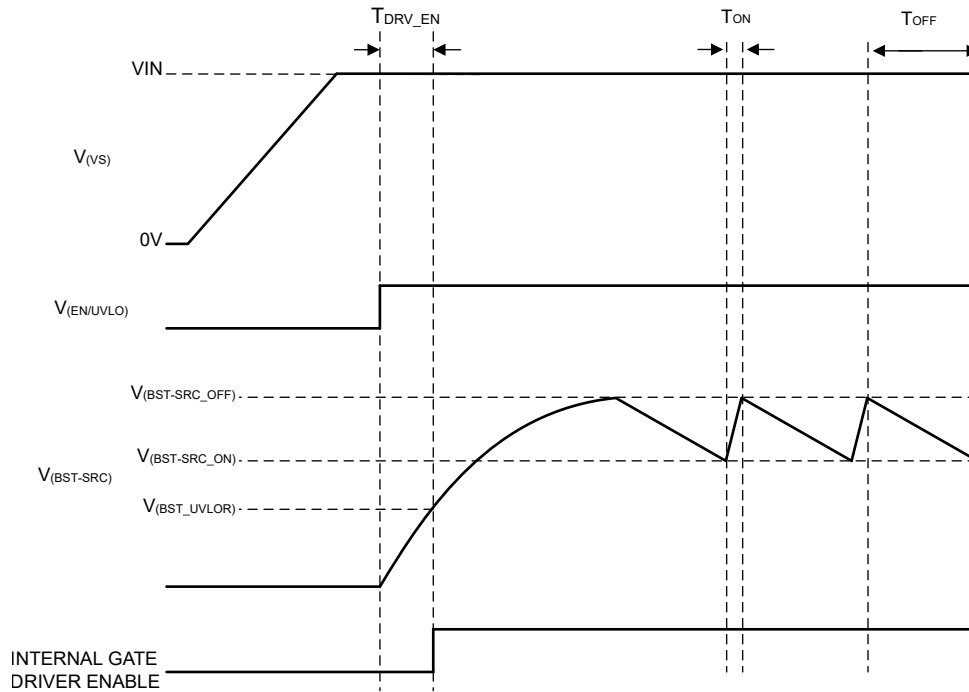 TDRV_EN
TON
TOFF
VIN
V(VS)
0V
V(EN/UVLO)
V(BST-SRC_OFF)
V(BST-SRC_ON)
V(BST-SRC)
V(BST_UVLOR)
INTERNAL GATE
DRIVER ENABLE